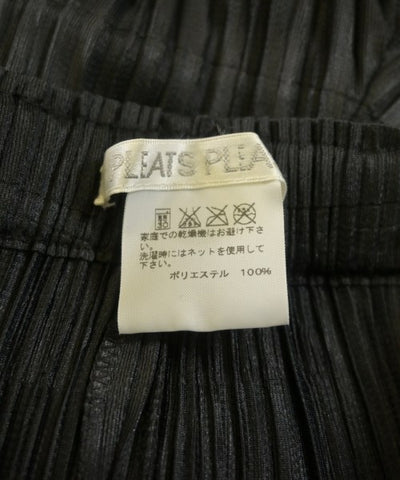 PLEATS PLEA
家庭での乾燥機はお避け下さ
い。
洗濯時にはネットを使用して
下さい。
ポリエステル 100%